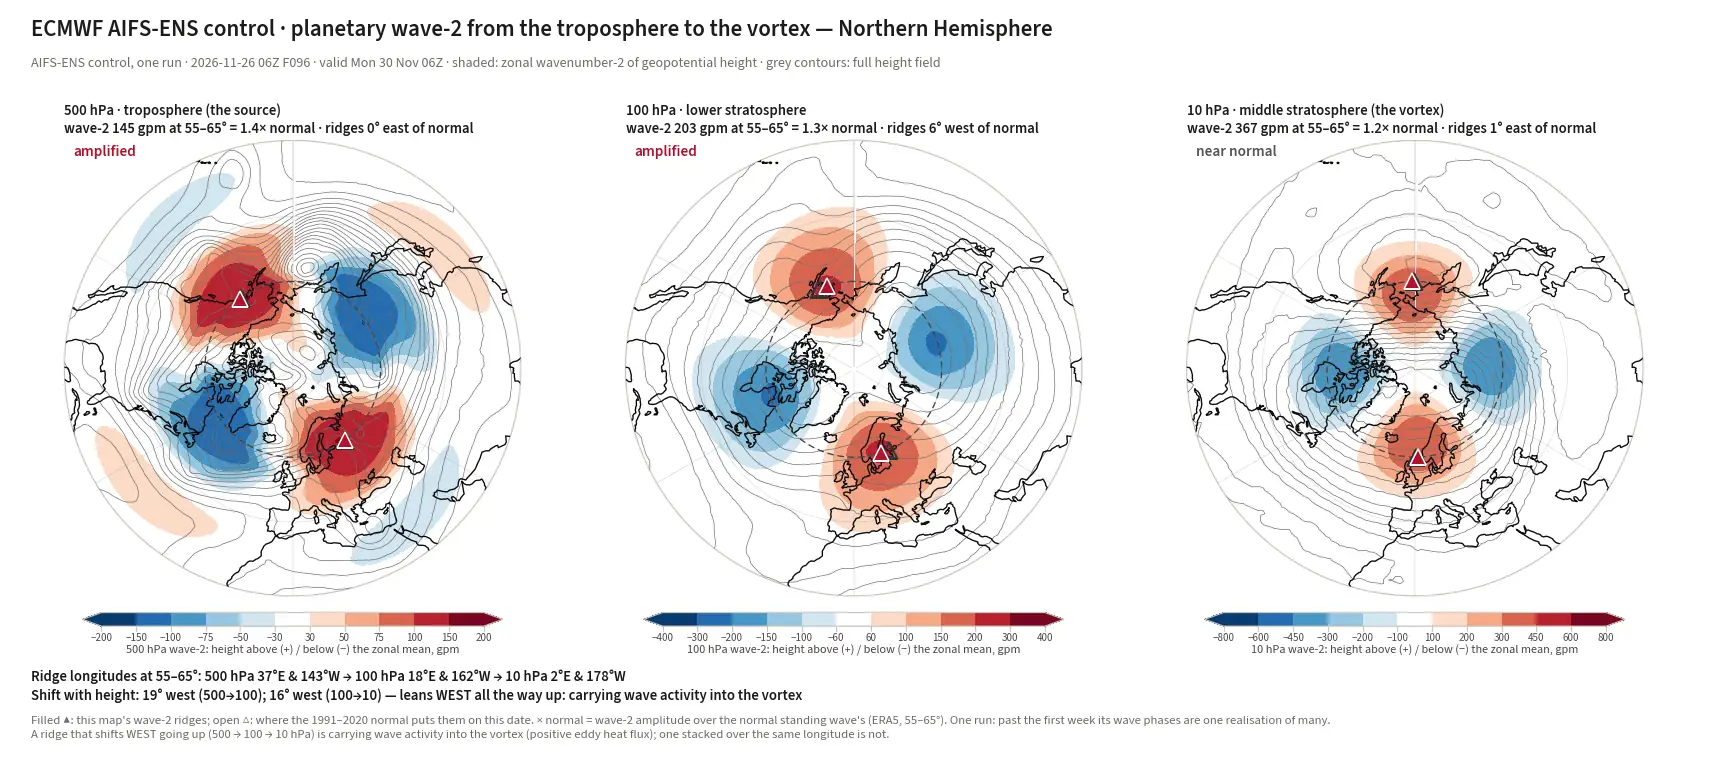 ECMWF AIFS-ENS control · planetary wave-2 from the troposphere to the vortex — Northern Hemisphere
AIFS-ENS control, one run · 2026-11-26 06Z F096 · valid Mon 30 Nov 06Z · shaded: zonal wavenumber-2 of geopotential height · grey contours: full height field
500 hPa · troposphere (the source)
wave-2 145 gpm at 55–65° = 1.4× normal · ridges 0° east of normal
amplified
100 hPa · lower stratosphere
wave-2 203 gpm at 55–65° = 1.3× normal · ridges 6° west of normal
amplified
10 hPa · middle stratosphere (the vortex)
wave-2 367 gpm at 55–65° = 1.2× normal · ridges 1° east of normal
near normal
−200 −150 −100 −75 −50 −30 30 50 75 100 150 200
500 hPa wave-2: height above (+) / below (−) the zonal mean, gpm
−400 −300 −200 −150 −100 −60 60 100 150 200 300 400
100 hPa wave-2: height above (+) / below (−) the zonal mean, gpm
−800 −600 −450 −300 −200 −100 100 200 300 450 600 800
10 hPa wave-2: height above (+) / below (−) the zonal mean, gpm
Ridge longitudes at 55–65°: 500 hPa 37°E & 143°W → 100 hPa 18°E & 162°W → 10 hPa 2°E & 178°W
Shift with height: 19° west (500→100); 16° west (100→10) — leans WEST all the way up: carrying wave activity into the vortex
Filled ▲: this map's wave-2 ridges; open △: where the 1991–2020 normal puts them on this date. × normal = wave-2 amplitude over the normal standing wave's (ERA5, 55–65°). One run: past the first week its wave phases are one realisation of many.
A ridge that shifts WEST going up (500 → 100 → 10 hPa) is carrying wave activity into the vortex (positive eddy heat flux); one stacked over the same longitude is not.